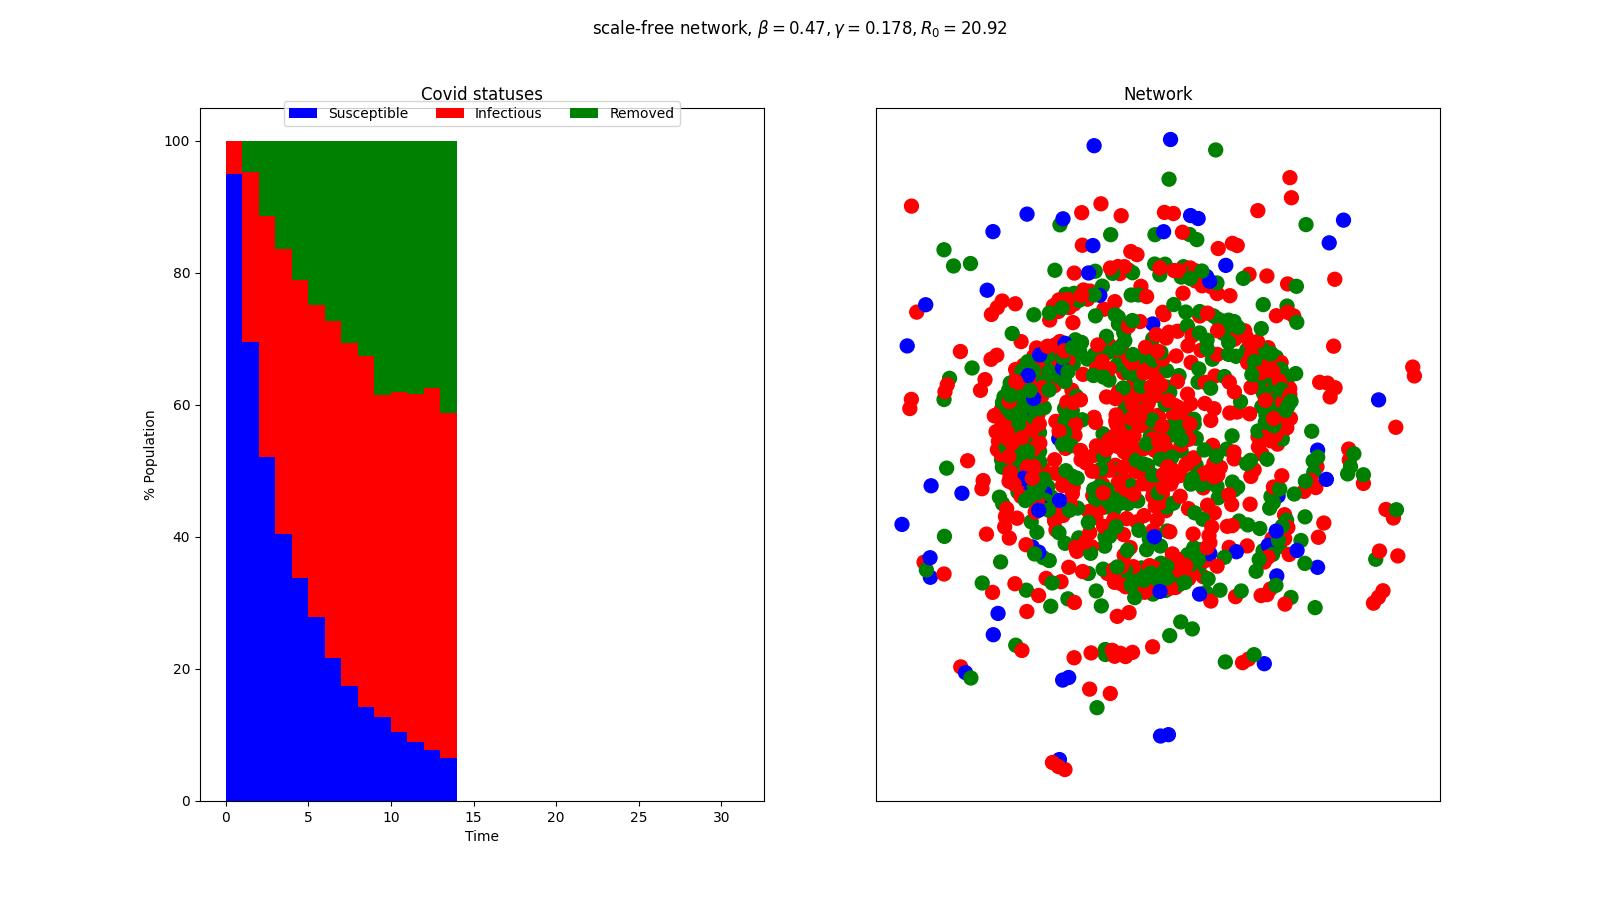 scale-free network, β = 0.47, γ = 0.178, R₀ = 20.92
Covid statuses
Susceptible Infectious Removed
100
80
60
40
20
0
% Population
0 5 10 15 20 25 30
Time
Network